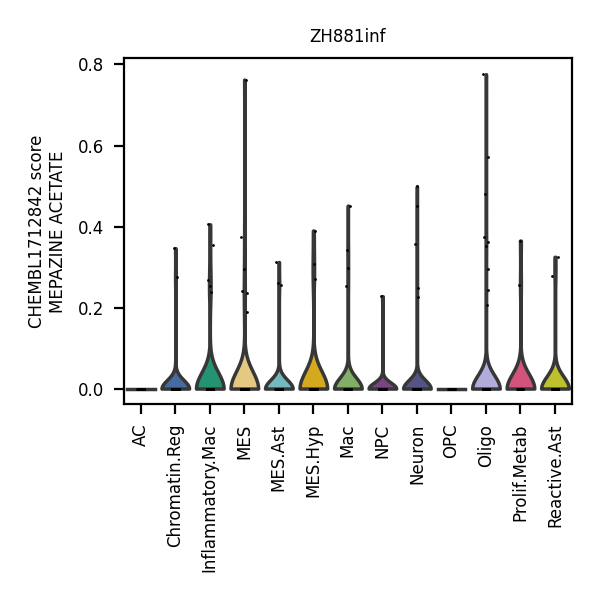 ZH881inf
CHEMBL1712842 score
MEPAZINE ACETATE
0.8
0.6
0.4
0.2
0.0
AC
Chromatin.Reg
Inflammatory.Mac
MES
MES.Ast
MES.Hyp
Mac
NPC
Neuron
OPC
Oligo
Prolif.Metab
Reactive.Ast